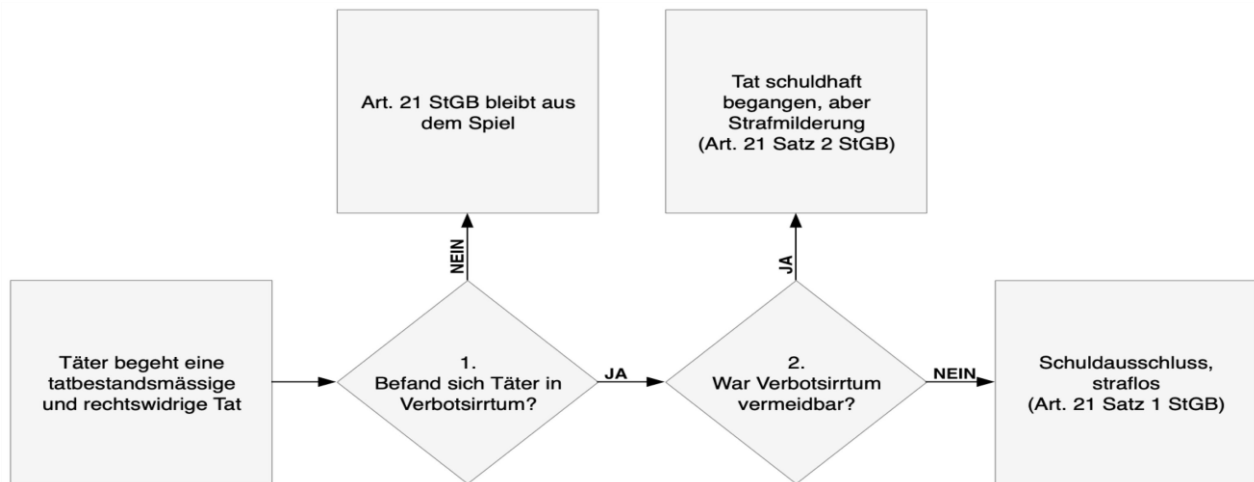 Art. 21 StGB bleibt aus
dem Spiel
Tat schuldhaft
begangen, aber
Strafmilderung
(Art. 21 Satz 2 StGB)
NEIN
JA
Täter begeht eine
tatbestandsmässige
und rechtswidrige Tat
1.
Befand sich Täter in
Verbotsirrtum?
JA
2.
War Verbotsirrtum
vermeidbar?
NEIN
Schuldausschluss,
straflos
(Art. 21 Satz 1 StGB)